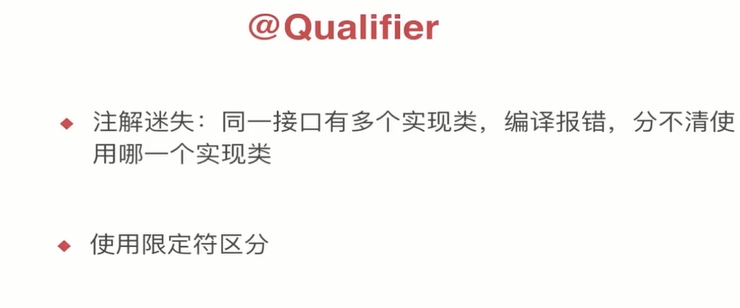 @Qualifier
注解迷失：同一接口有多个实现类，编译报错，分不清使
用哪一个实现类
使用限定符区分